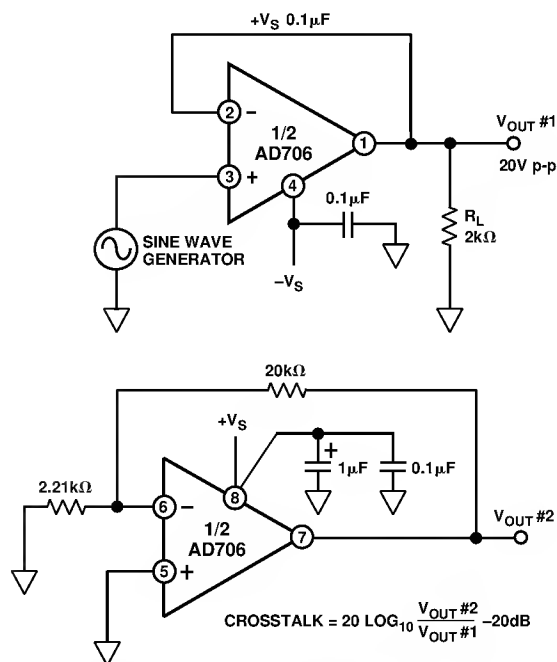 +VS 0.1µF
2
−
1/2
AD706
1
VOUT #1
20V p-p
3
+
4
0.1µF
RL
2kΩ
SINE WAVE
GENERATOR
−VS
20kΩ
+VS
+
1µF
0.1µF
2.21kΩ
8
6
−
1/2
AD706
7
VOUT #2
5
+
CROSSTALK = 20 LOG10 VOUT #2 / VOUT #1 −20dB